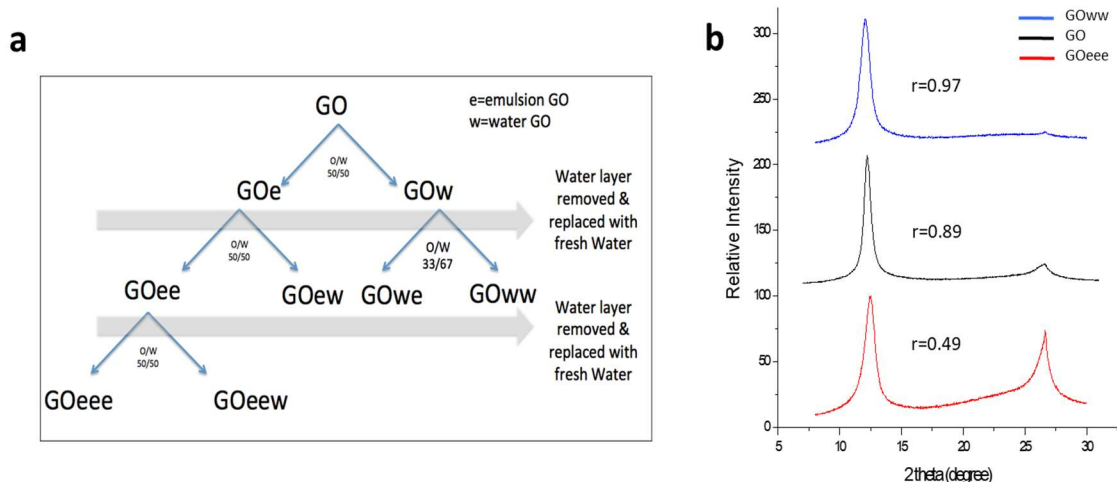 a
GO
e=emulsion GO
w=water GO
O/W
50/50
GOe
GOw
Water layer
removed &
replaced with
fresh Water
O/W
50/50
O/W
33/67
GOee
GOew
GOwe
GOww
Water layer
removed &
replaced with
fresh Water
O/W
50/50
GOeee
GOeew
b
GOww
GO
GOeee
300
250
200
150
100
50
0
Relative Intensity
r=0.97
r=0.89
r=0.49
5
10
15
20
25
30
2 theta (degree)